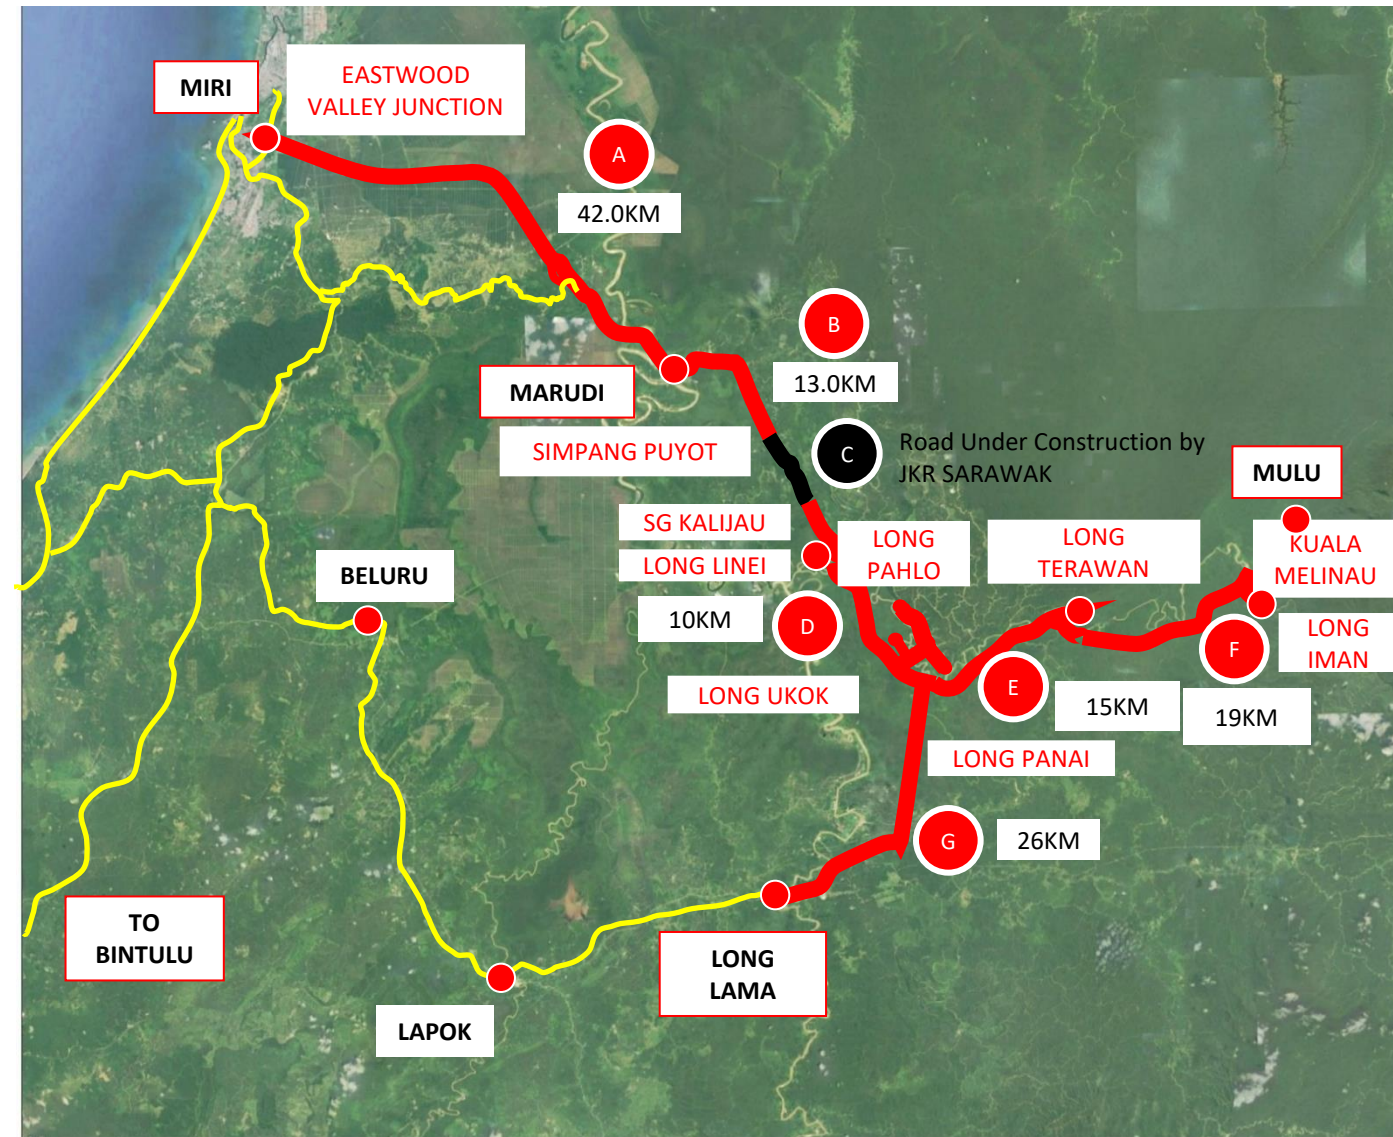 MIRI
EASTWOOD
VALLEY JUNCTION
A
42.0KM
B
13.0KM
MARUDI
SIMPANG PUYOT
C
Road Under Construction by
JKR SARAWAK
MULU
SG KALIJAU
LONG LINEI
LONG
PAHLO
LONG
TERAWAN
KUALA
MELINAU
BELURU
10KM
D
LONG
IMAN
F
E
LONG UKOK
15KM
19KM
LONG PANAI
G
26KM
TO
BINTULU
LONG
LAMA
LAPOK